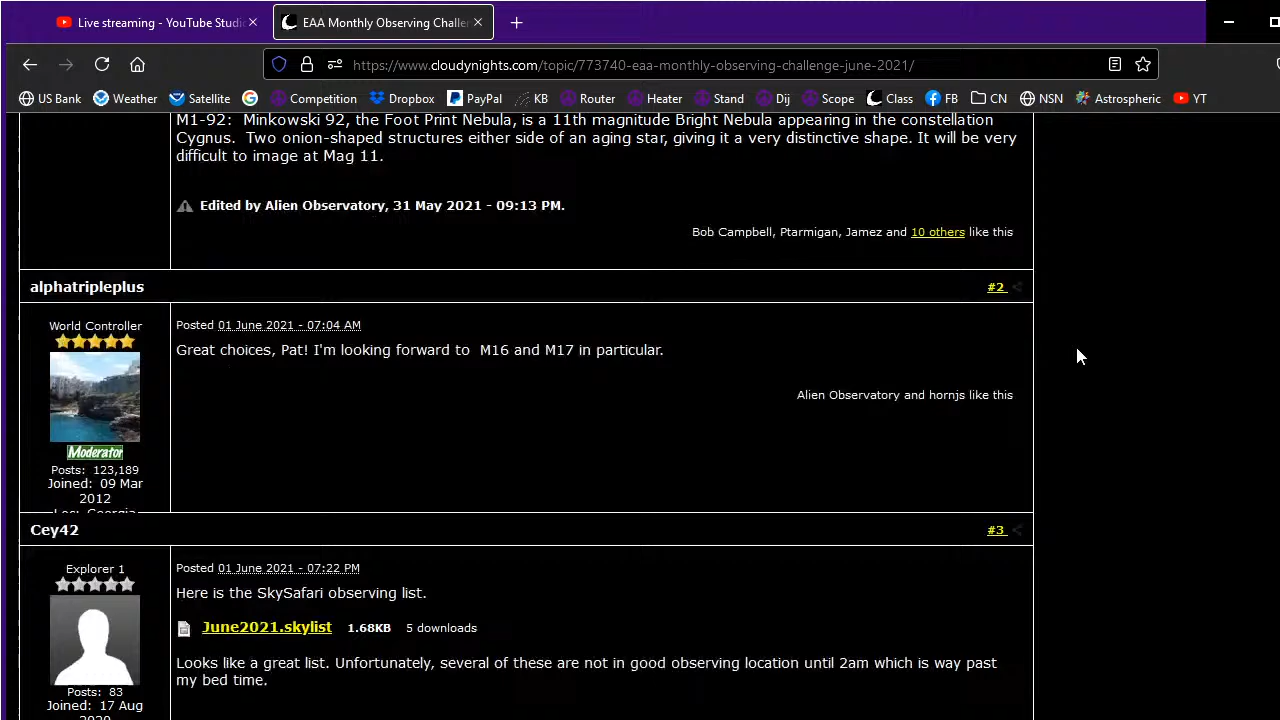 Live streaming - YouTube Studio
EAA Monthly Observing Challe
https://www.cloudynights.com/topic/773740-eaa-monthly-observing-challenge-june-2021/
US Bank Weather Satellite Competition Dropbox PayPal KB Router Heater Stand Dij Scope Class FB CN NSN Astrospheric YT
M1-92: Minkowski 92, the Foot Print Nebula, is a 11th magnitude Bright Nebula appearing in the constellation
Cygnus. Two onion-shaped structures either side of an aging star, giving it a very distinctive shape. It will be very
difficult to image at Mag 11.
Edited by Alien Observatory, 31 May 2021 - 09:13 PM.
Bob Campbell, Ptarmigan, Jamez and 10 others like this
alphatripleplus #2
World Controller
Moderator
Posts: 123,189
Joined: 09 Mar
2012
Loc: Georgia
Posted 01 June 2021 - 07:04 AM
Great choices, Pat! I'm looking forward to M16 and M17 in particular.
Alien Observatory and hornjs like this
Cey42 #3
Explorer 1
Posts: 83
Joined: 17 Aug
2020
Posted 01 June 2021 - 07:22 PM
Here is the SkySafari observing list.
June2021.skylist 1.68KB 5 downloads
Looks like a great list. Unfortunately, several of these are not in good observing location until 2am which is way past
my bed time.